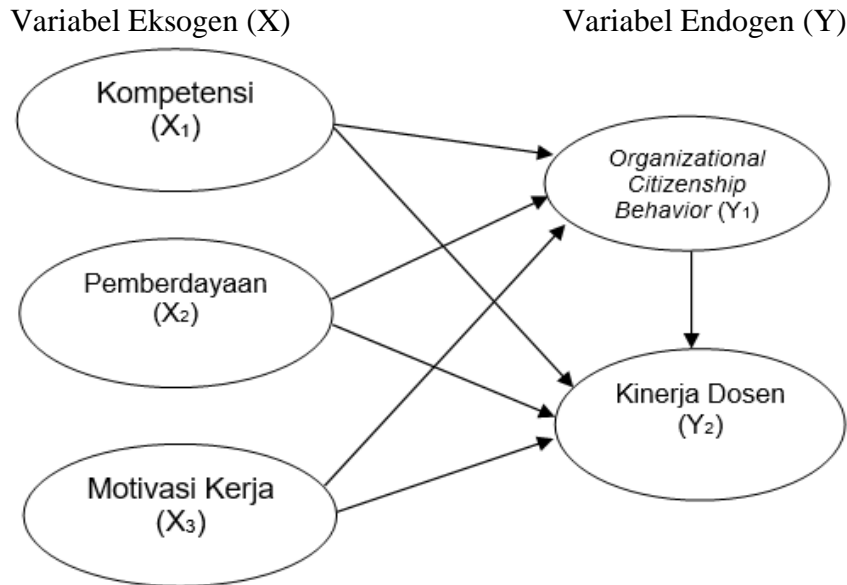 Variabel Eksogen (X)
Variabel Endogen (Y)
Kompetensi
(X₁)
Organizational
Citizenship
Behavior (Y₁)
Pemberdayaan
(X₂)
Kinerja Dosen
(Y₂)
Motivasi Kerja
(X₃)